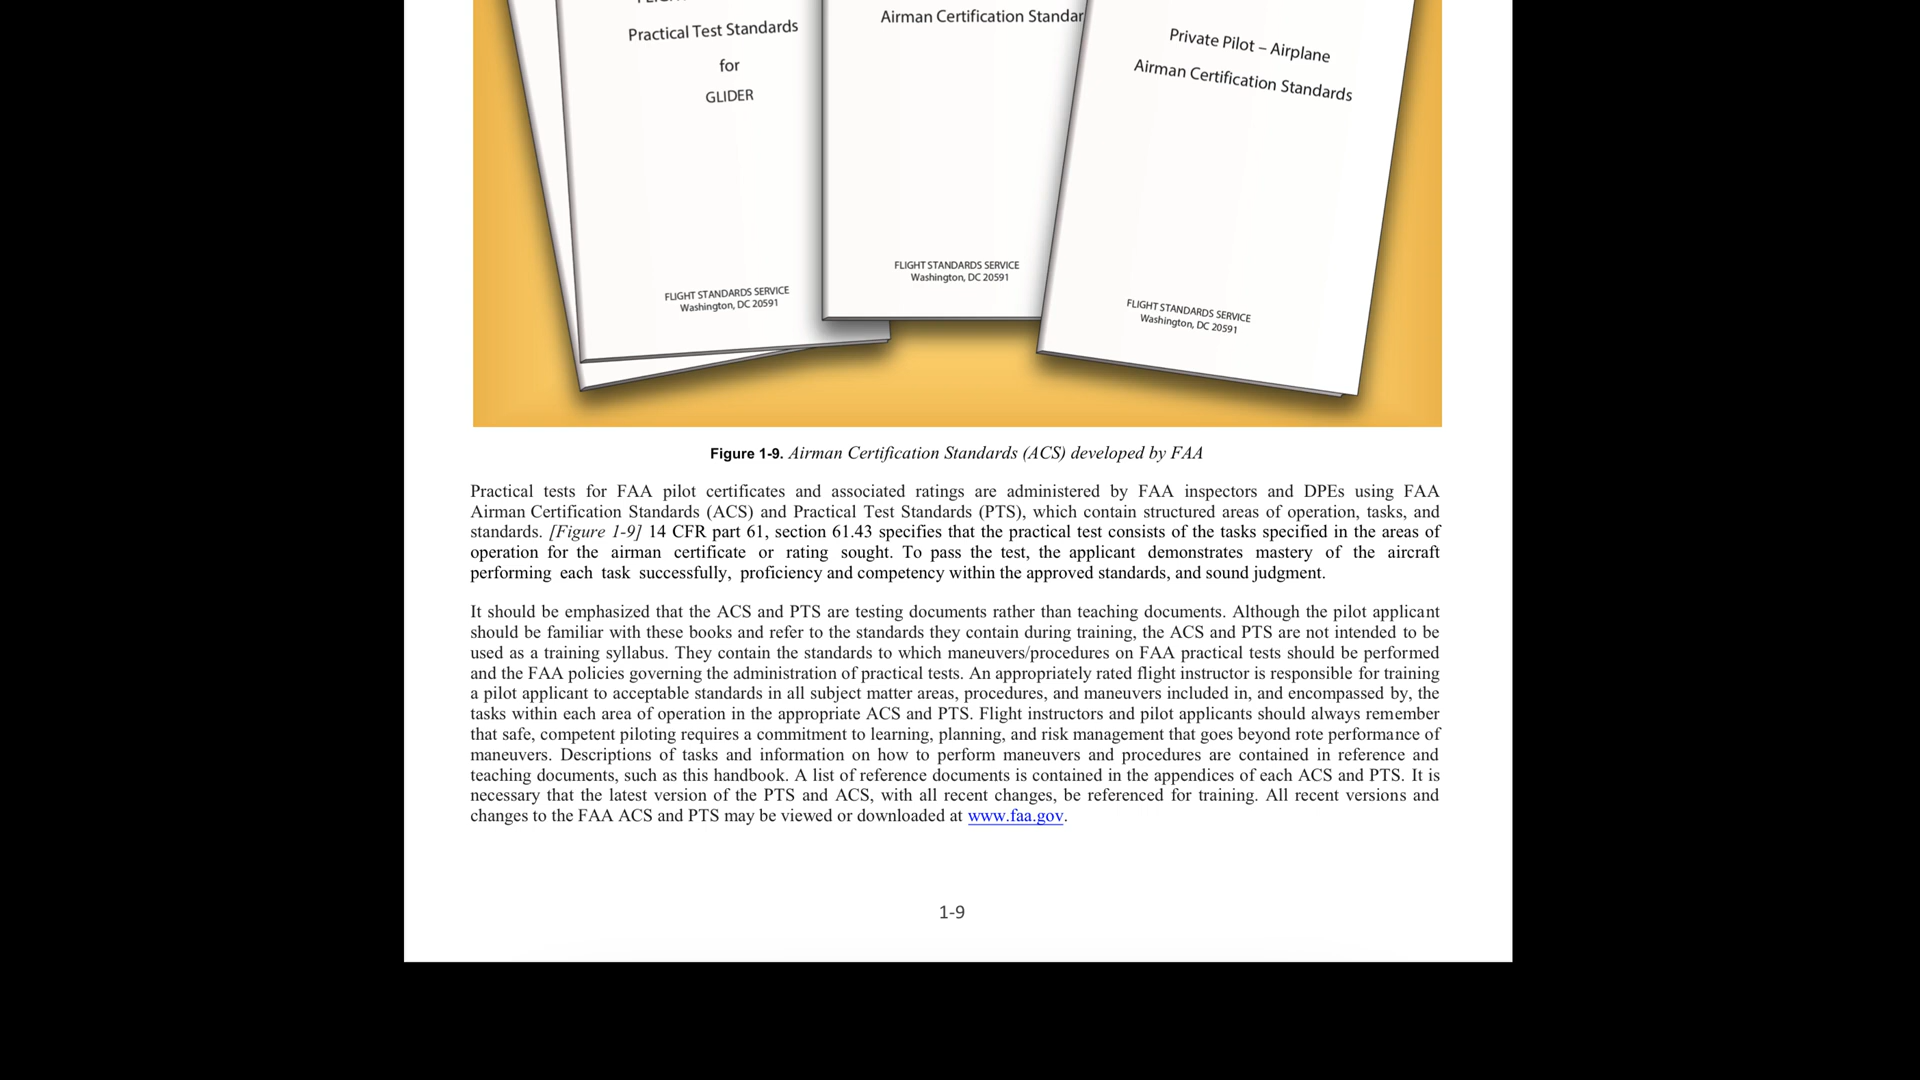 Practical Test Standards
for
GLIDER
FLIGHT STANDARDS SERVICE
Washington, DC 20591
Airman Certification Standar
FLIGHT STANDARDS SERVICE
Washington, DC 20591
Private Pilot – Airplane
Airman Certification Standards
FLIGHT STANDARDS SERVICE
Washington, DC 20591
Figure 1-9. Airman Certification Standards (ACS) developed by FAA
Practical tests for FAA pilot certificates and associated ratings are administered by FAA inspectors and DPEs using FAA
Airman Certification Standards (ACS) and Practical Test Standards (PTS), which contain structured areas of operation, tasks, and
standards. [Figure 1-9] 14 CFR part 61, section 61.43 specifies that the practical test consists of the tasks specified in the areas of
operation for the airman certificate or rating sought. To pass the test, the applicant demonstrates mastery of the aircraft
performing each task successfully, proficiency and competency within the approved standards, and sound judgment.
It should be emphasized that the ACS and PTS are testing documents rather than teaching documents. Although the pilot applicant
should be familiar with these books and refer to the standards they contain during training, the ACS and PTS are not intended to be
used as a training syllabus. They contain the standards to which maneuvers/procedures on FAA practical tests should be performed
and the FAA policies governing the administration of practical tests. An appropriately rated flight instructor is responsible for training
a pilot applicant to acceptable standards in all subject matter areas, procedures, and maneuvers included in, and encompassed by, the
tasks within each area of operation in the appropriate ACS and PTS. Flight instructors and pilot applicants should always remember
that safe, competent piloting requires a commitment to learning, planning, and risk management that goes beyond rote performance of
maneuvers. Descriptions of tasks and information on how to perform maneuvers and procedures are contained in reference and
teaching documents, such as this handbook. A list of reference documents is contained in the appendices of each ACS and PTS. It is
necessary that the latest version of the PTS and ACS, with all recent changes, be referenced for training. All recent versions and
changes to the FAA ACS and PTS may be viewed or downloaded at www.faa.gov.
1-9